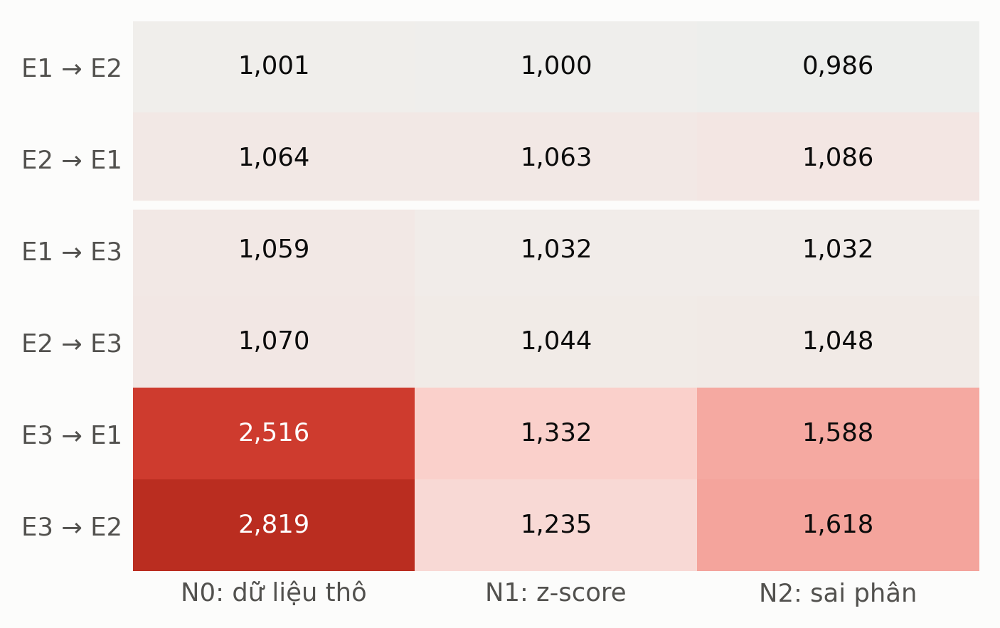 E1 → E2 1,001 1,000 0,986
E2 → E1 1,064 1,063 1,086
E1 → E3 1,059 1,032 1,032
E2 → E3 1,070 1,044 1,048
E3 → E1 2,516 1,332 1,588
E3 → E2 2,819 1,235 1,618
N0: dữ liệu thô N1: z-score N2: sai phân